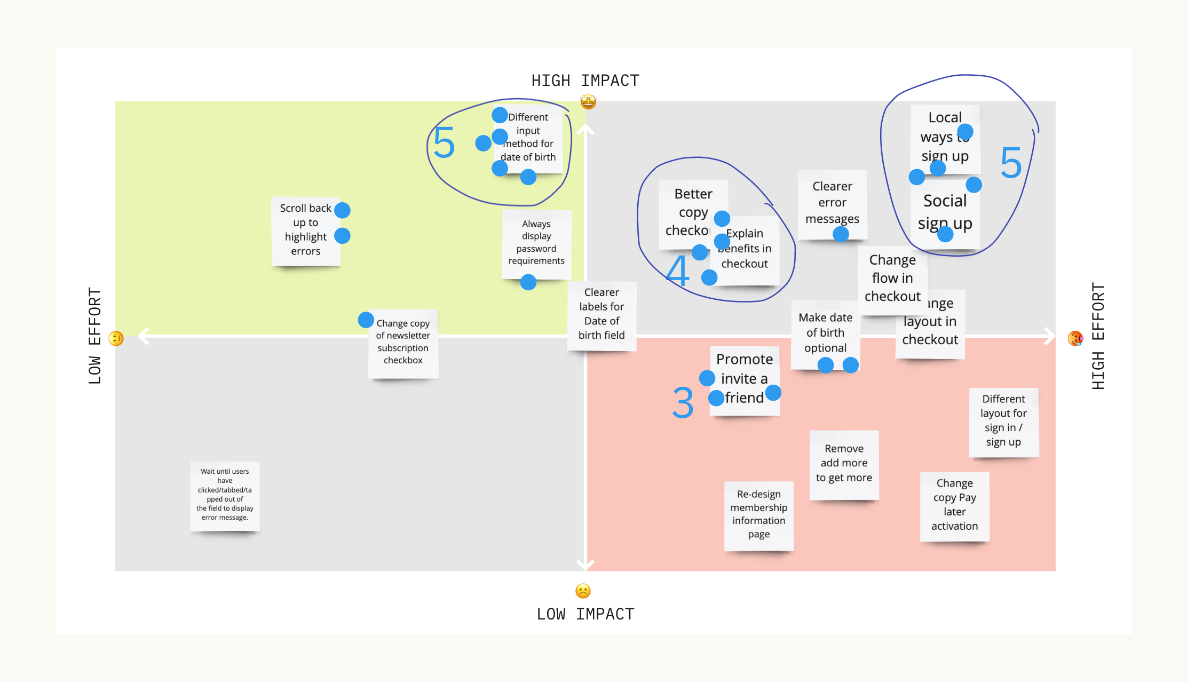 HIGH IMPACT
5
Different
input
method for
date of birth
Local
ways to
sign up
5
Better
copy
checkou
Clearer
error
messages
Social
sign up
Scroll back
up to
highlight
errors
Always
display
password
requirements
Explain
benefits in
checkout
4
Change
flow in
checkout
Clearer
labels for
Date of
birth field
LOW EFFORT
HIGH EFFORT
Change copy
of newsletter
subscription
checkbox
Make date
of birth
optional
layout in
checkout
Promote
invite a
friend
3
Different
layout for
sign in /
sign up
Remove
add more
to get more
Wait until users
have
clicked/tabbed/ta
pped out of
the field to display
error message.
Re-design
membership
information
page
Change
copy Pay
later
activation
LOW IMPACT